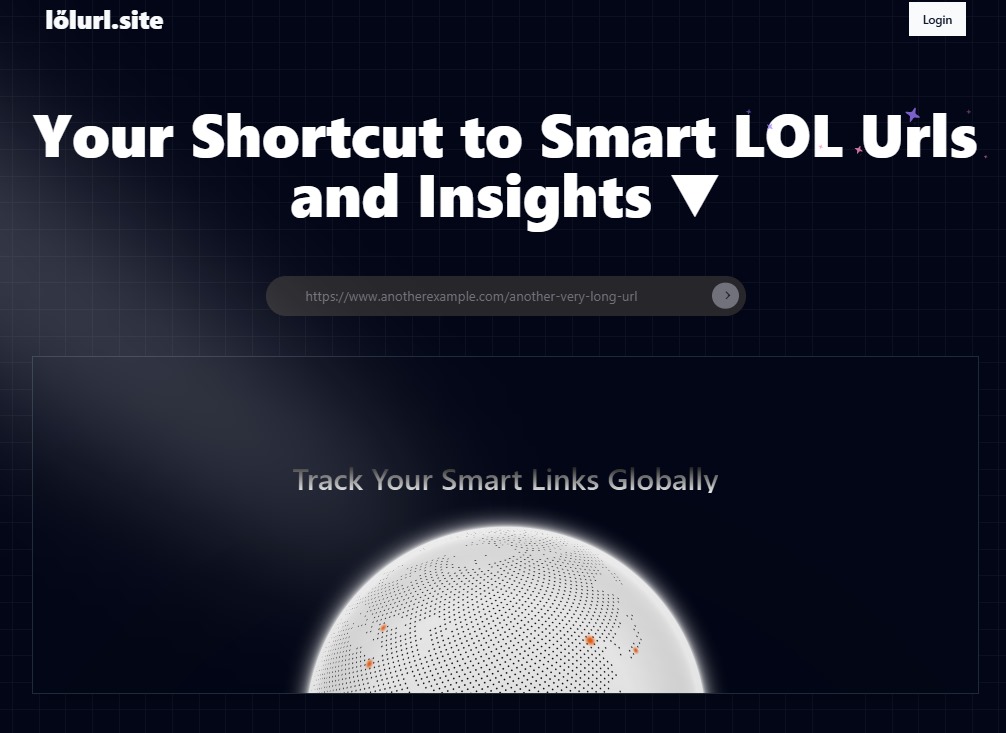 lőlurl.site
Login
Your Shortcut to Smart LOL Urls
and Insights ▼
https://www.anotherexample.com/another-very-long-url
Track Your Smart Links Globally